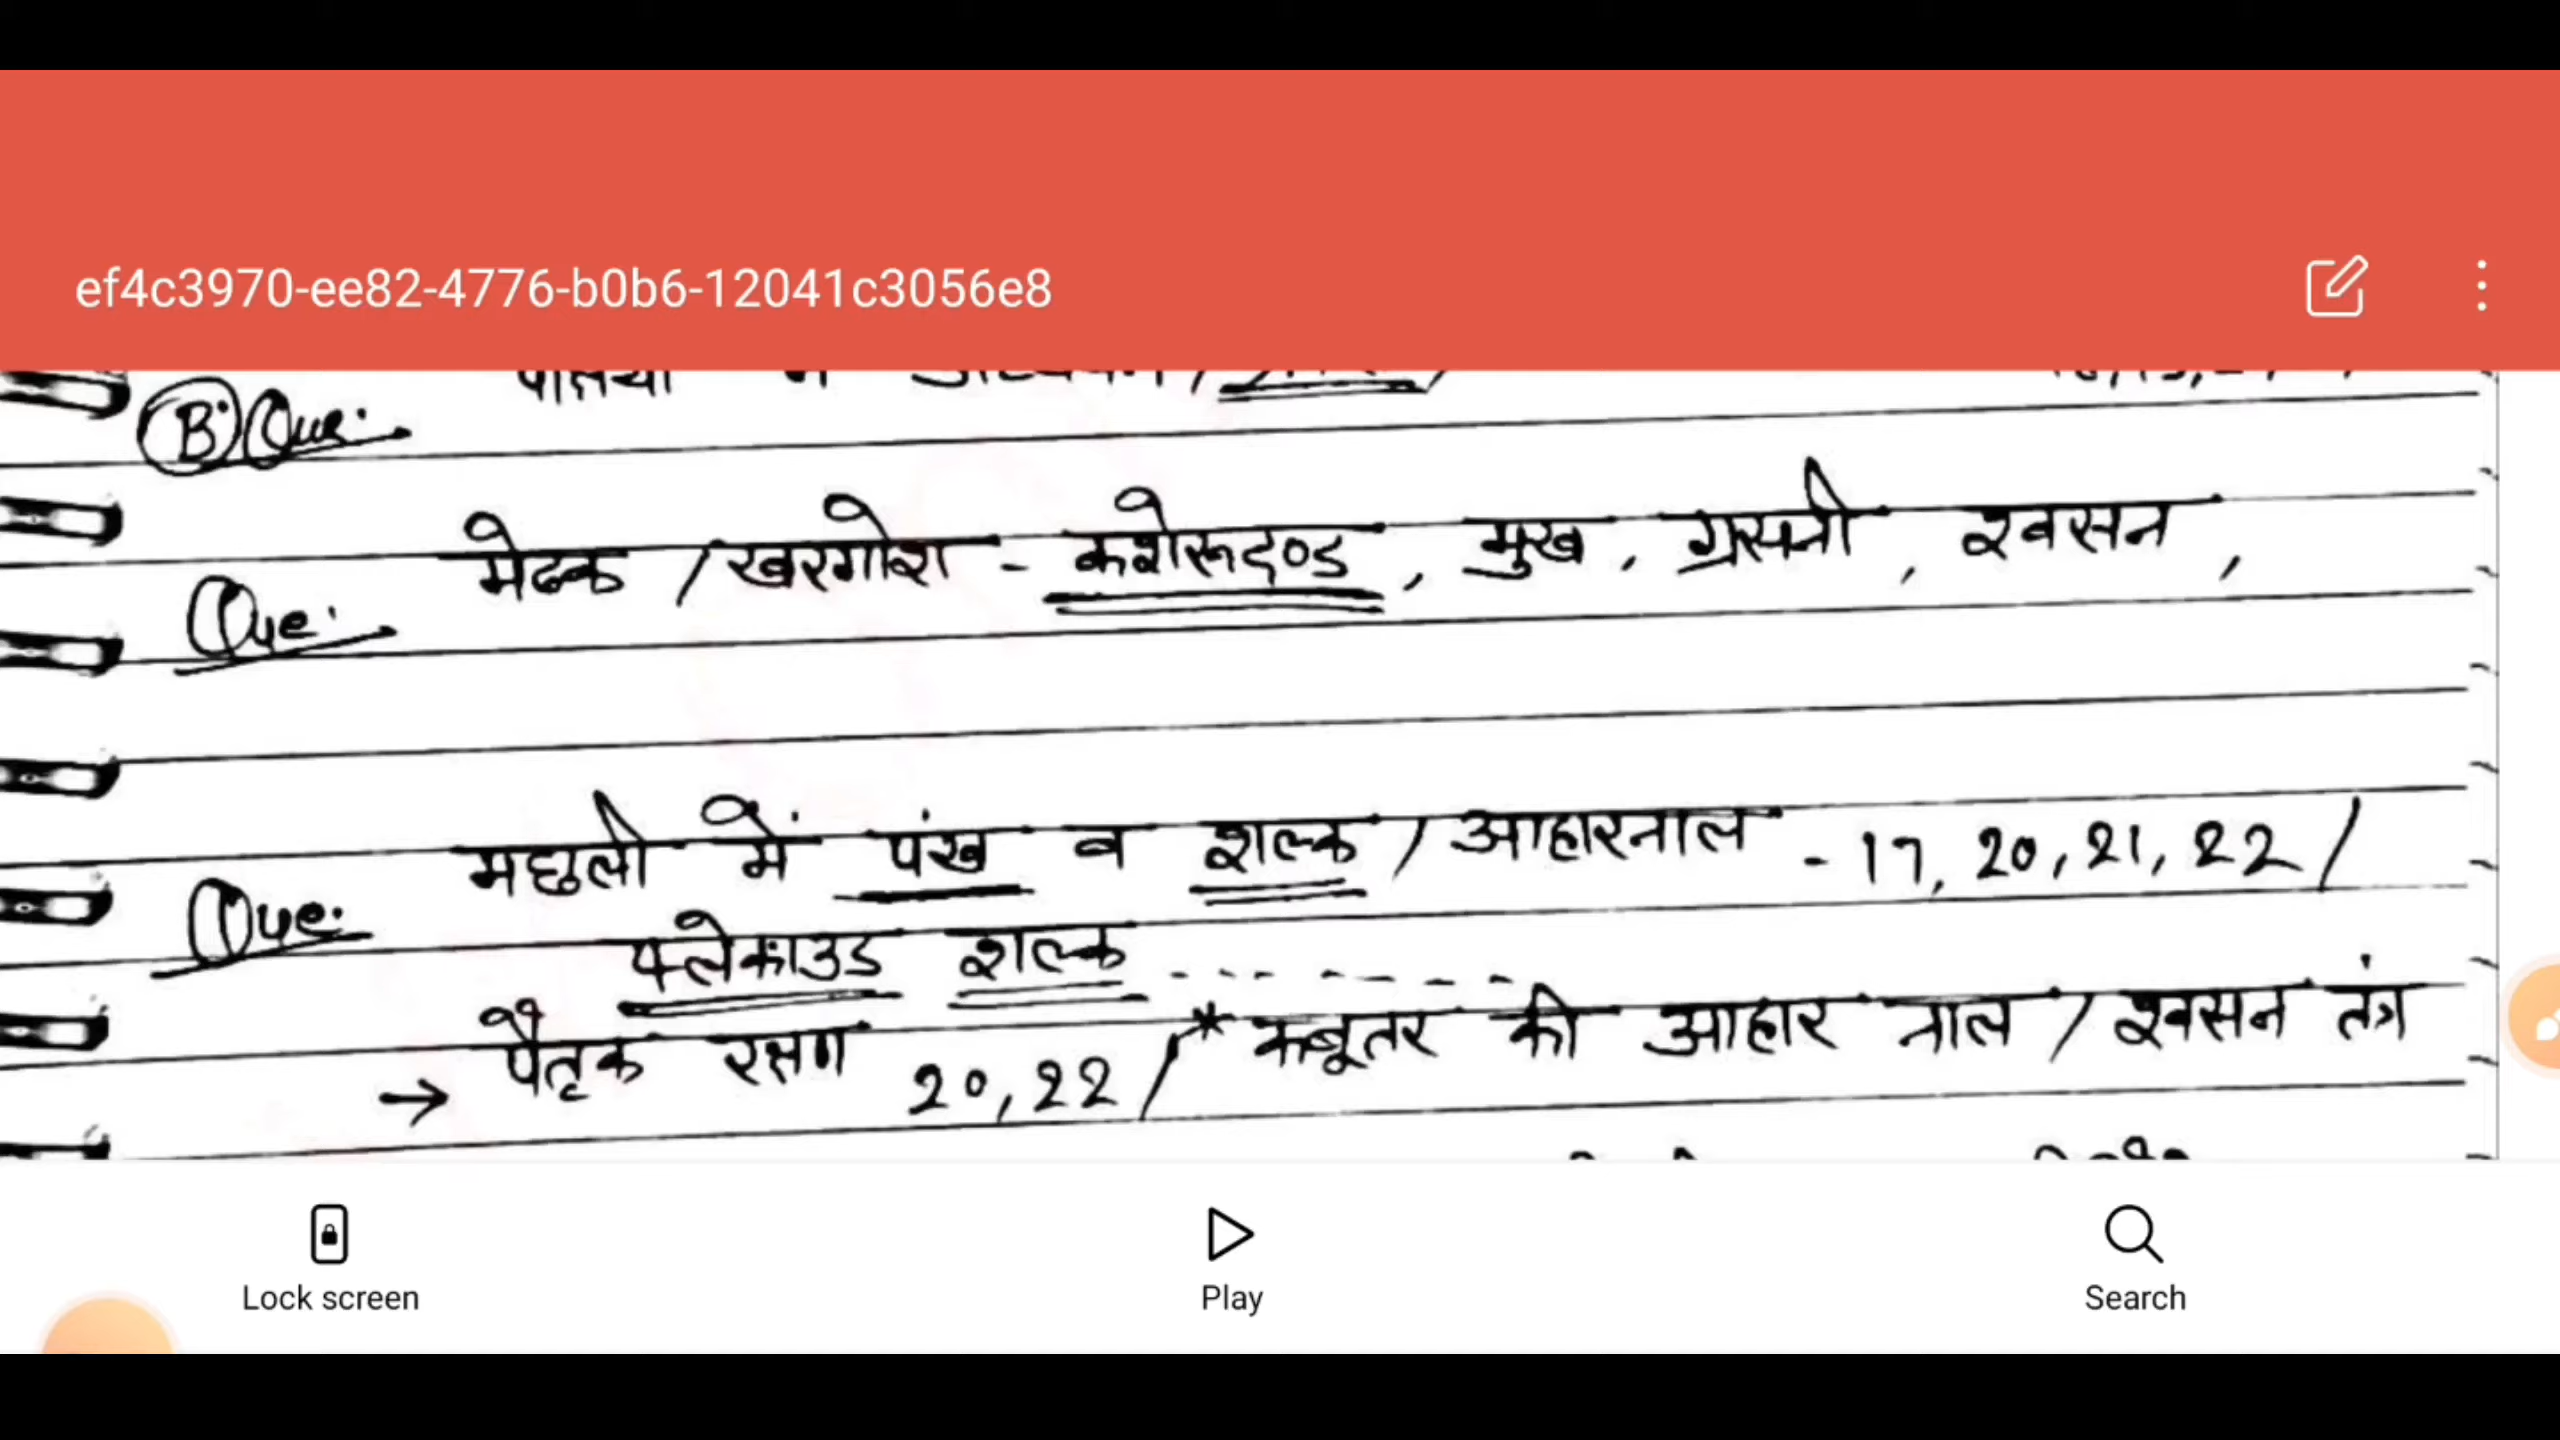 ef4c3970-ee82-4776-b0b6-12041c3056e8
B Que.
मेढक / खरगोश - कशेरूदण्ड, मुख, ग्रसनी, श्वसन,
Que.
मछली में पंख व शल्क / आहारनाल - 17, 20, 21, 22 /
Que.
प्लेकाउड शल्क - - - - - - -
→ पैतृक रक्षण 20, 22 / * कबूतर की आहार नाल / श्वसन तंत्र
Lock screen
Play
Search